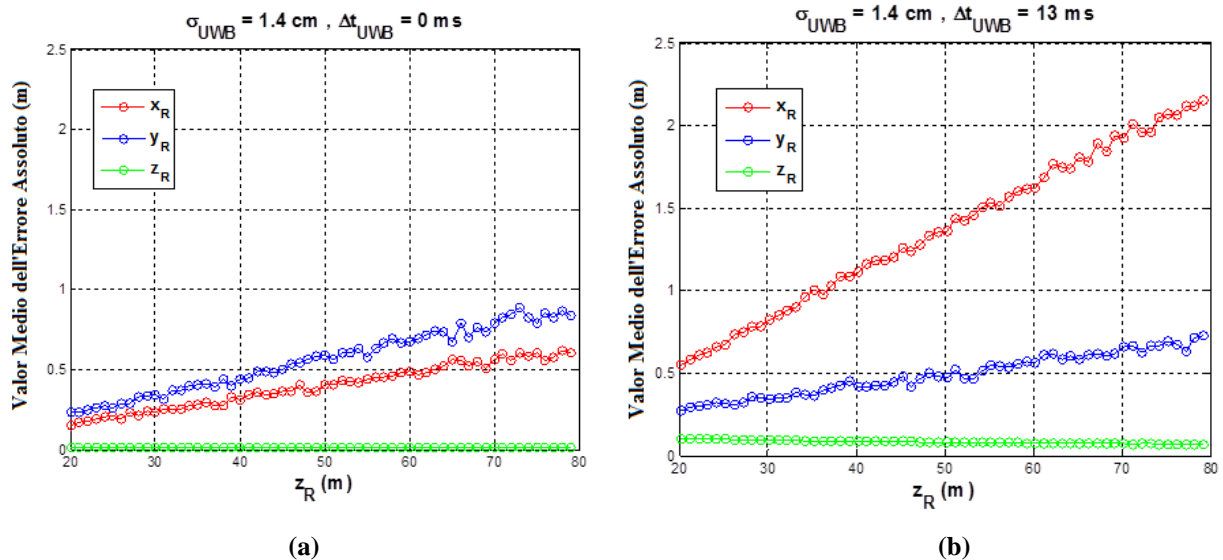 σUWB = 1.4 cm , ΔtUWB = 0 ms
Valor Medio dell'Errore Assoluto (m)
2.5
2
1.5
1
0.5
0
xR
yR
zR
20 30 40 50 60 70 80
zR (m)
(a)
σUWB = 1.4 cm , ΔtUWB = 13 ms
Valor Medio dell'Errore Assoluto (m)
2.5
2
1.5
1
0.5
0
xR
yR
zR
20 30 40 50 60 70 80
zR (m)
(b)